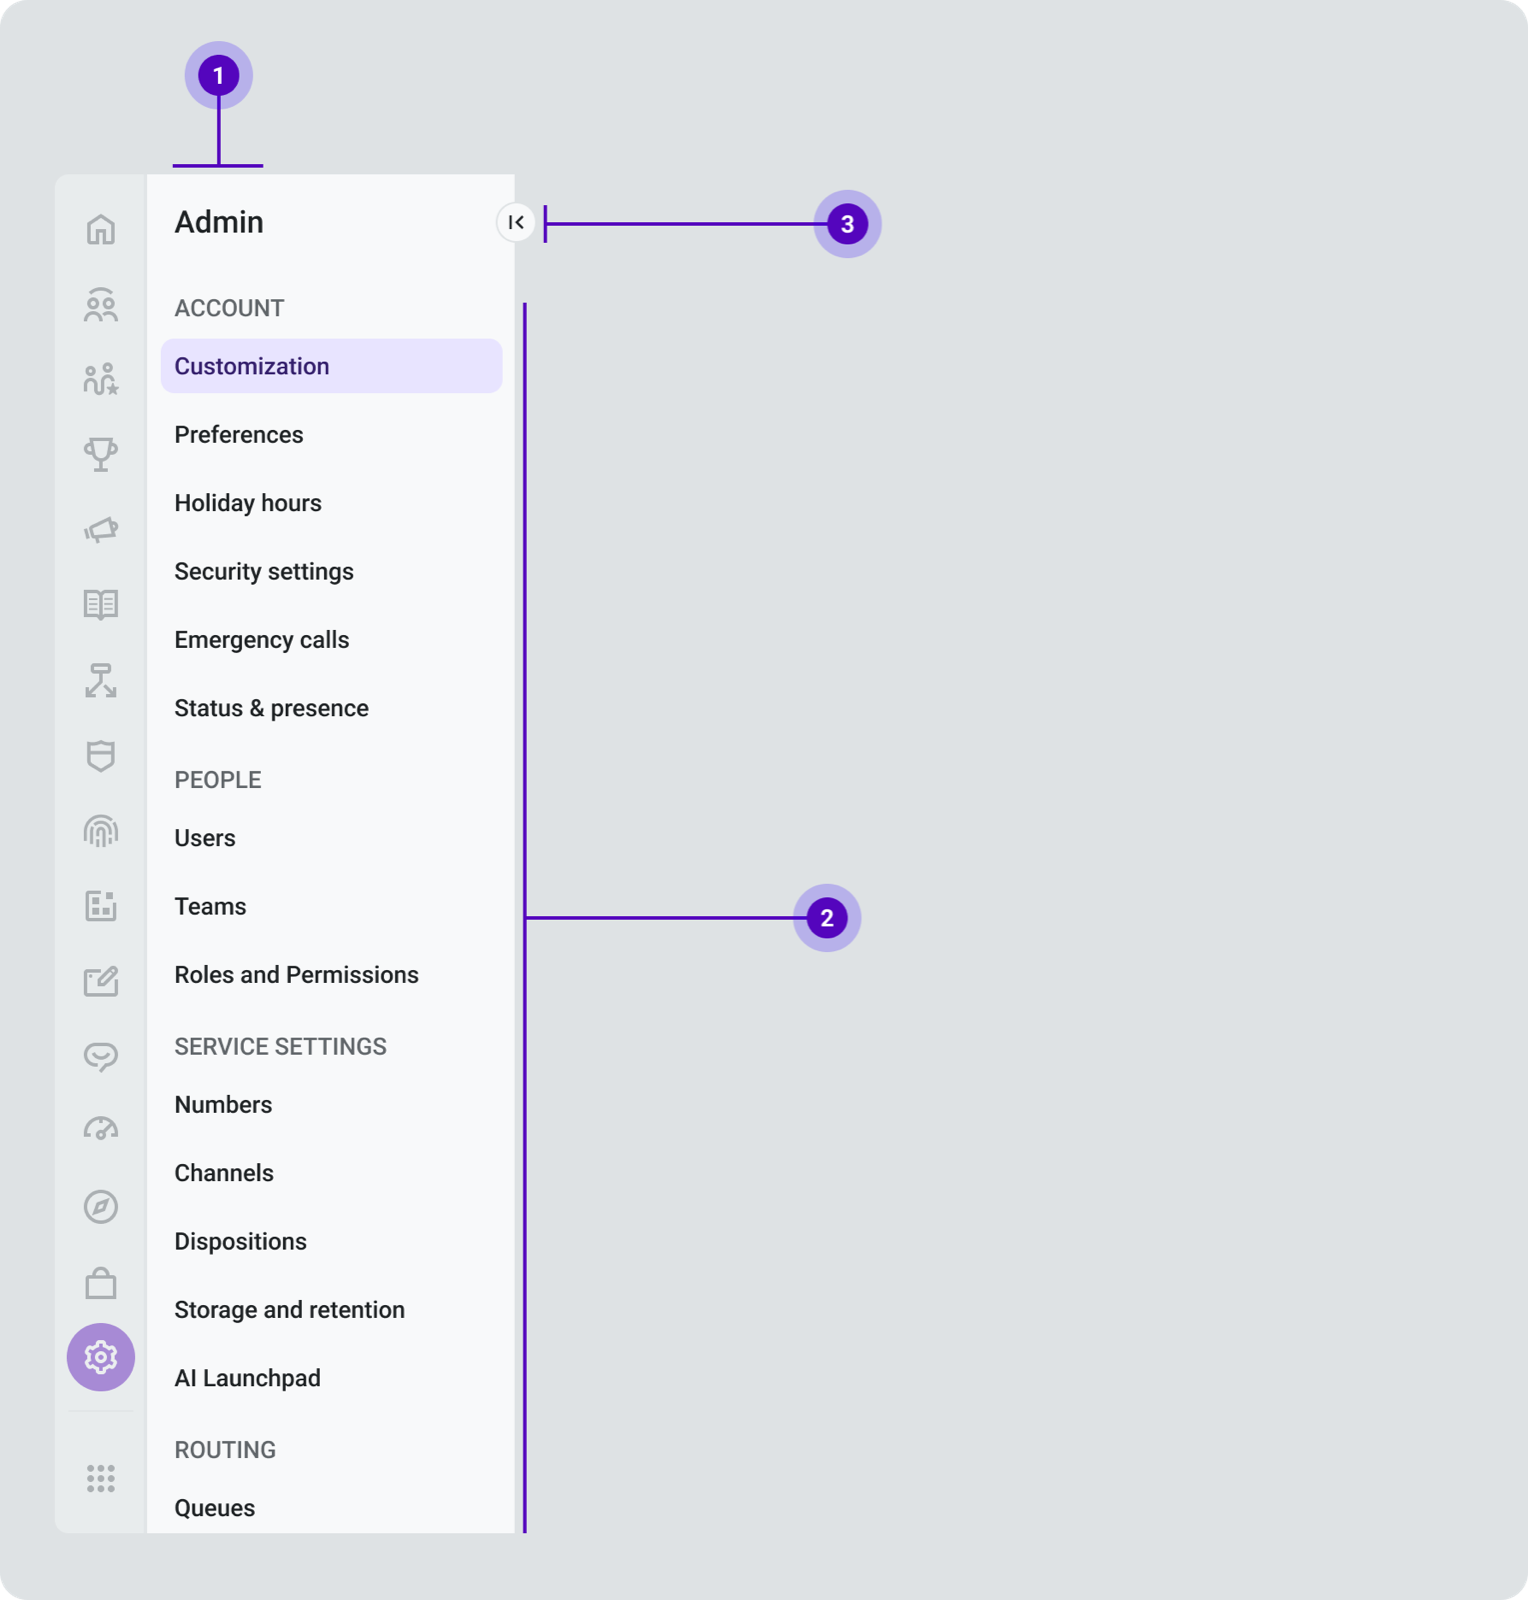 1
Admin
3
ACCOUNT
Customization
Preferences
Holiday hours
Security settings
Emergency calls
Status & presence
PEOPLE
Users
Teams
2
Roles and Permissions
SERVICE SETTINGS
Numbers
Channels
Dispositions
Storage and retention
AI Launchpad
ROUTING
Queues